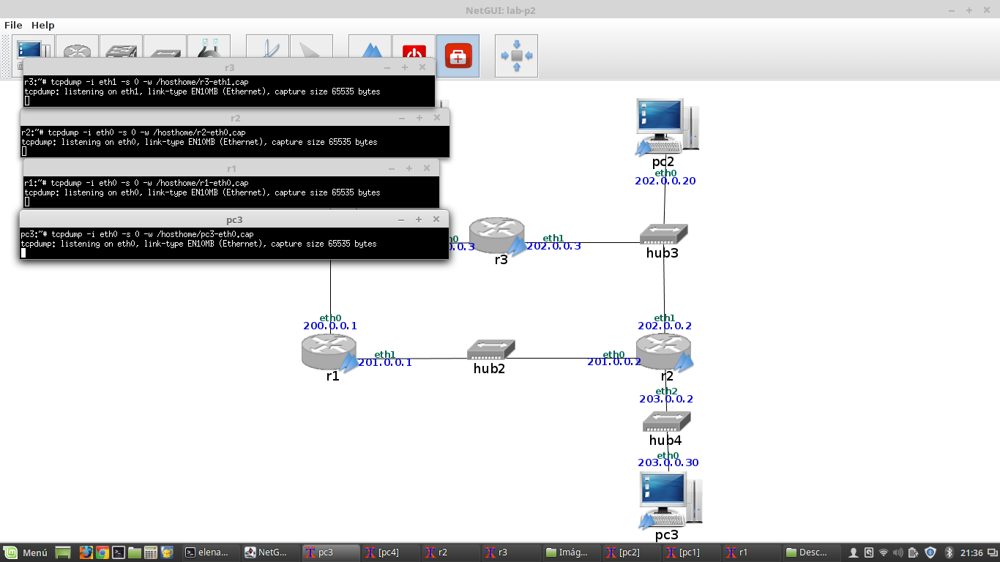 NetGUI: lab-p2
File Help
r3
r3:~# tcpdump -i eth1 -s 0 -w /hosthome/r3-eth1.cap
tcpdump: listening on eth1, link-type EN10MB (Ethernet), capture size 65535 bytes
r2
r2:~# tcpdump -i eth0 -s 0 -w /hosthome/r2-eth0.cap
tcpdump: listening on eth0, link-type EN10MB (Ethernet), capture size 65535 bytes
r1
r1:~# tcpdump -i eth0 -s 0 -w /hosthome/r1-eth0.cap
tcpdump: listening on eth0, link-type EN10MB (Ethernet), capture size 65535 bytes
pc3
pc3:~# tcpdump -i eth0 -s 0 -w /hosthome/pc3-eth0.cap
tcpdump: listening on eth0, link-type EN10MB (Ethernet), capture size 65535 bytes
pc2
eth0
202.0.0.20
h0
.0.3
r3
eth1
202.0.0.3
hub3
eth0
200.0.0.1
r1
eth1
201.0.0.1
hub2
eth0
201.0.0.2
eth1
202.0.0.2
r2
eth2
203.0.0.2
hub4
eth0
203.0.0.30
pc3
Menú
elena...
NetG...
pc3
[pc4]
r2
r3
Imág...
[pc2]
[pc1]
r1
Desc...
21:36